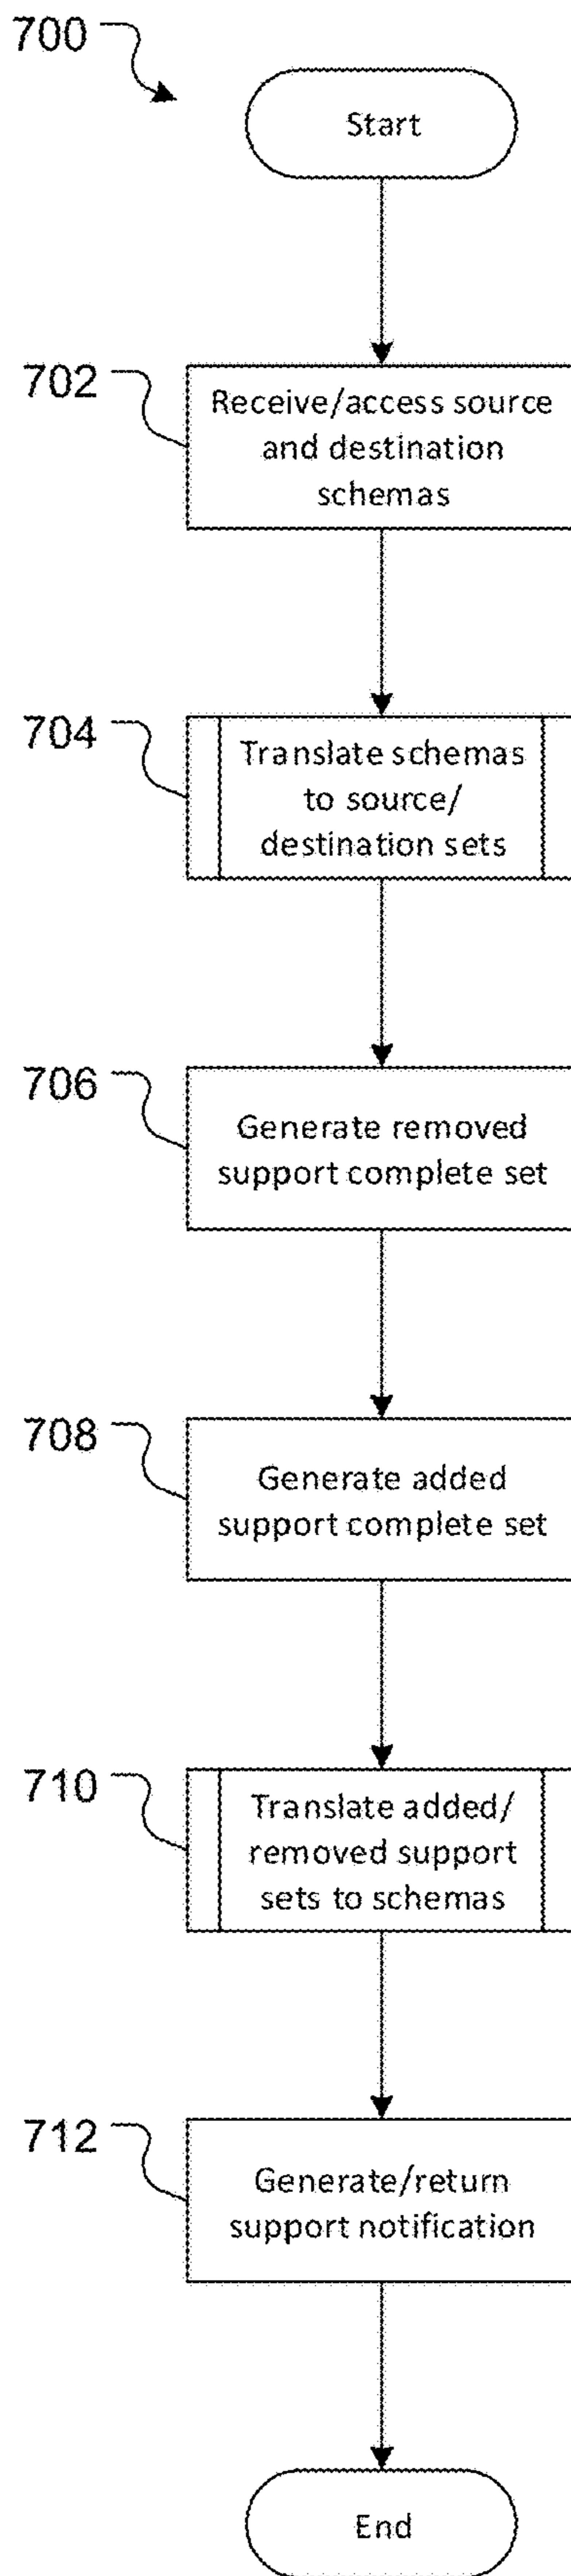 700
Start
702
Receive/access source
and destination
schemas
704
Translate schemas
to source/
destination sets
706
Generate removed
support complete set
708
Generate added
support complete set
710
Translate added/
removed support
sets to schemas
712
Generate/return
support notification
End